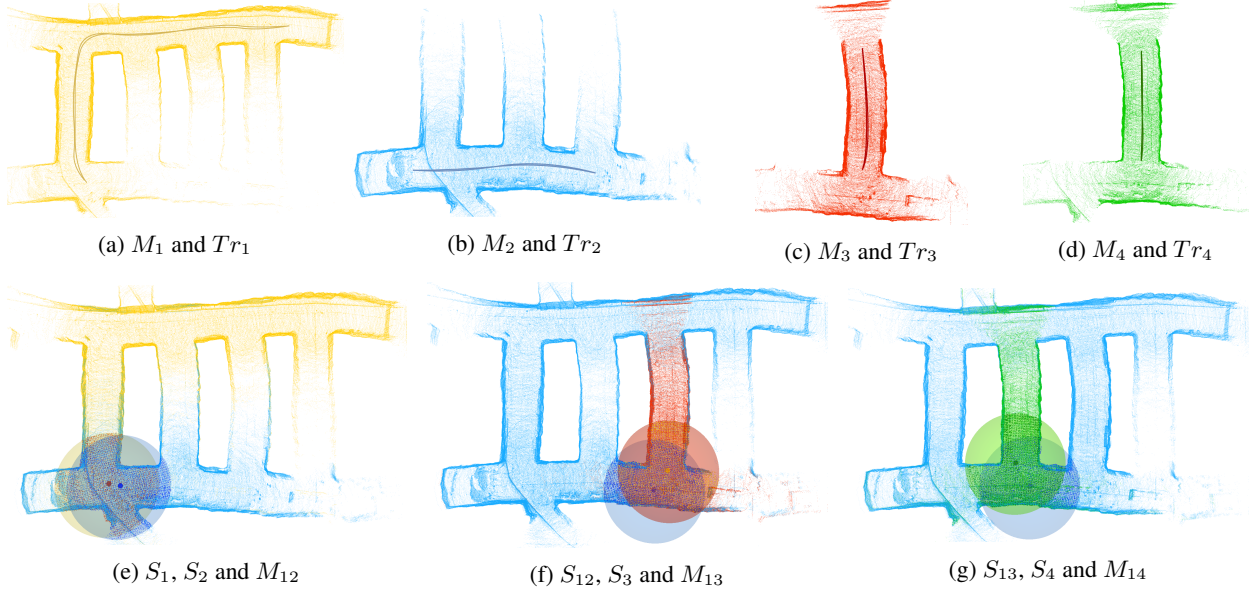 (a) M₁ and Tr₁
(b) M₂ and Tr₂
(c) M₃ and Tr₃
(d) M₄ and Tr₄
(e) S₁, S₂ and M₁₂
(f) S₁₂, S₃ and M₁₃
(g) S₁₃, S₄ and M₁₄